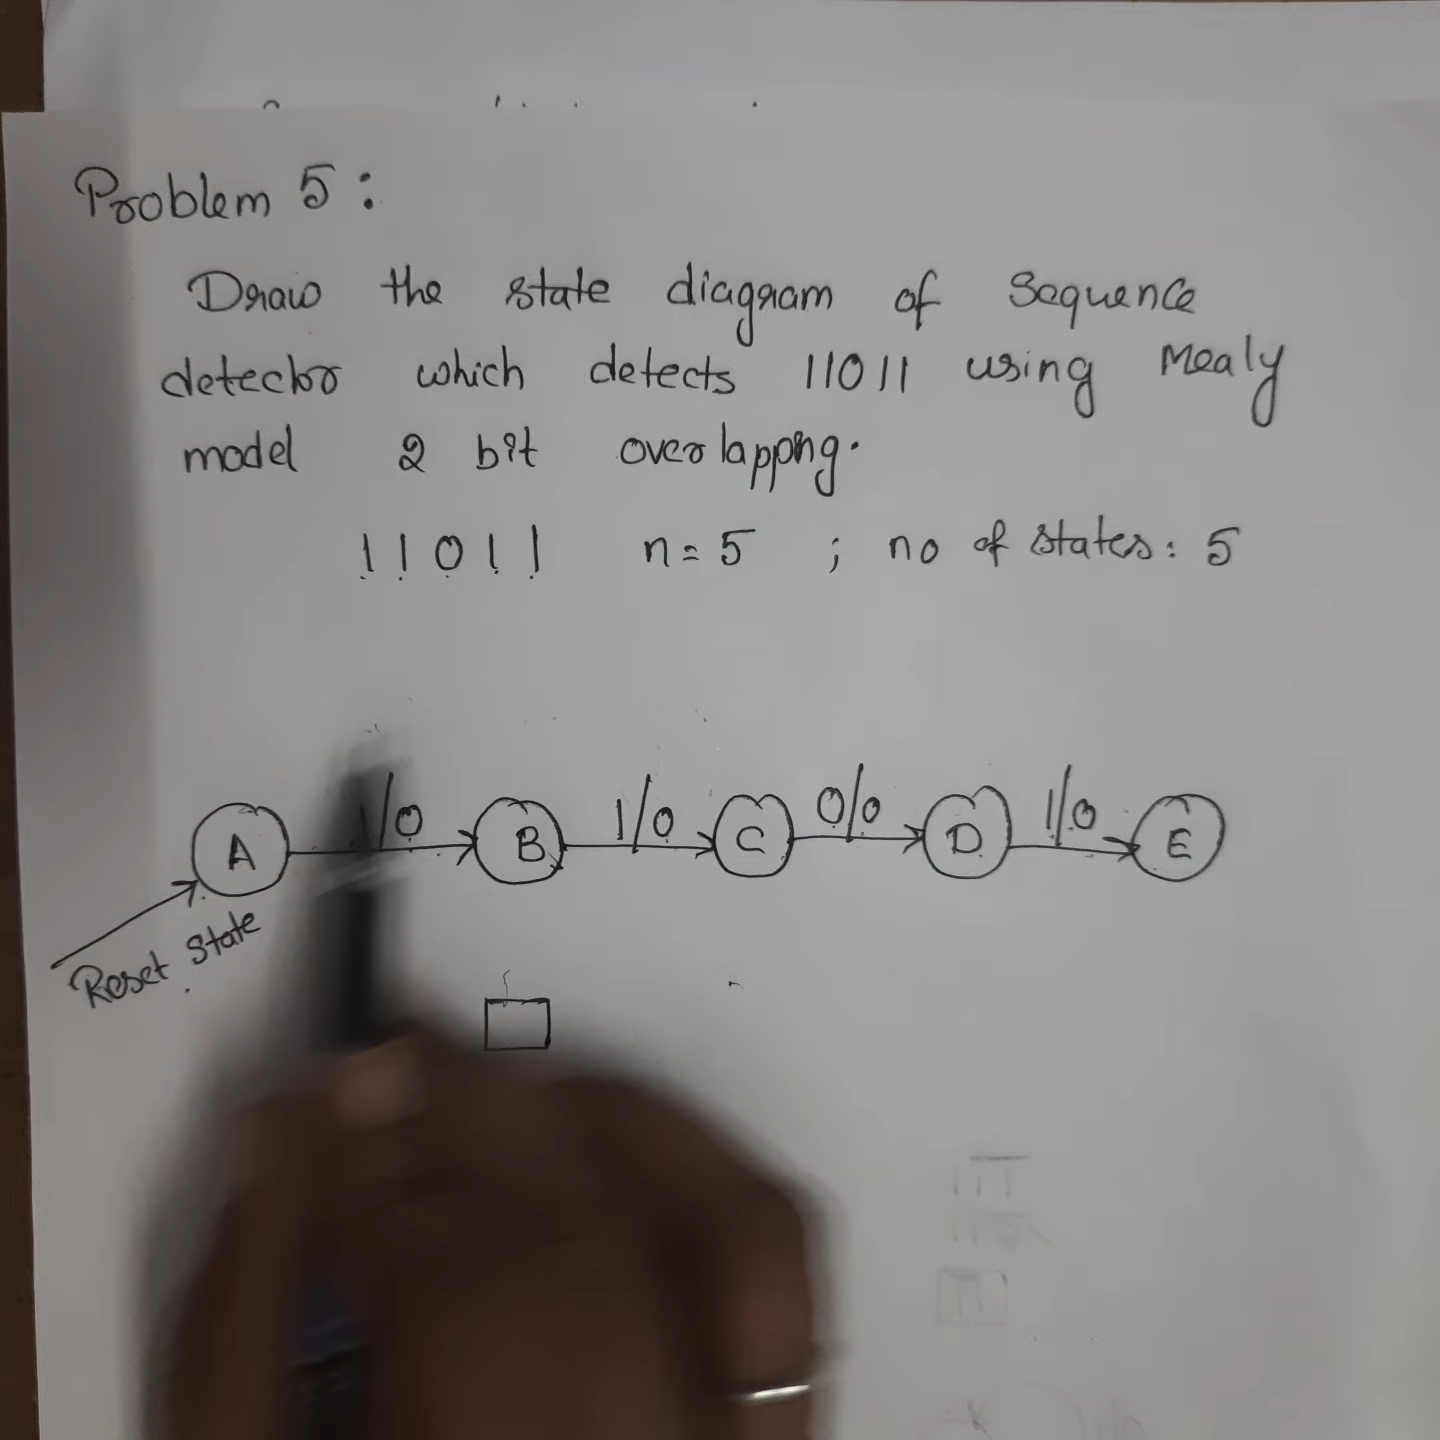 Problem 5:
Draw the state diagram of Sequence
detector which detects 11011 using Mealy
model 2 bit overlapping.
11011 n=5 ; no of states: 5
1/0 1/0 0/0 1/0
A B C D E
Reset State